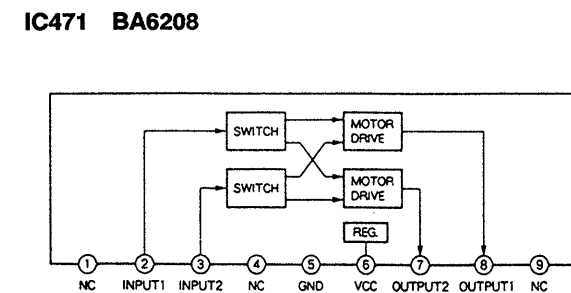 IC471 BA6208
SWITCH
MOTOR
DRIVE
SWITCH
MOTOR
DRIVE
REG.
1 2 3 4 5 6 7 8 9
NC INPUT1 INPUT2 NC GND VCC OUTPUT2 OUTPUT1 NC